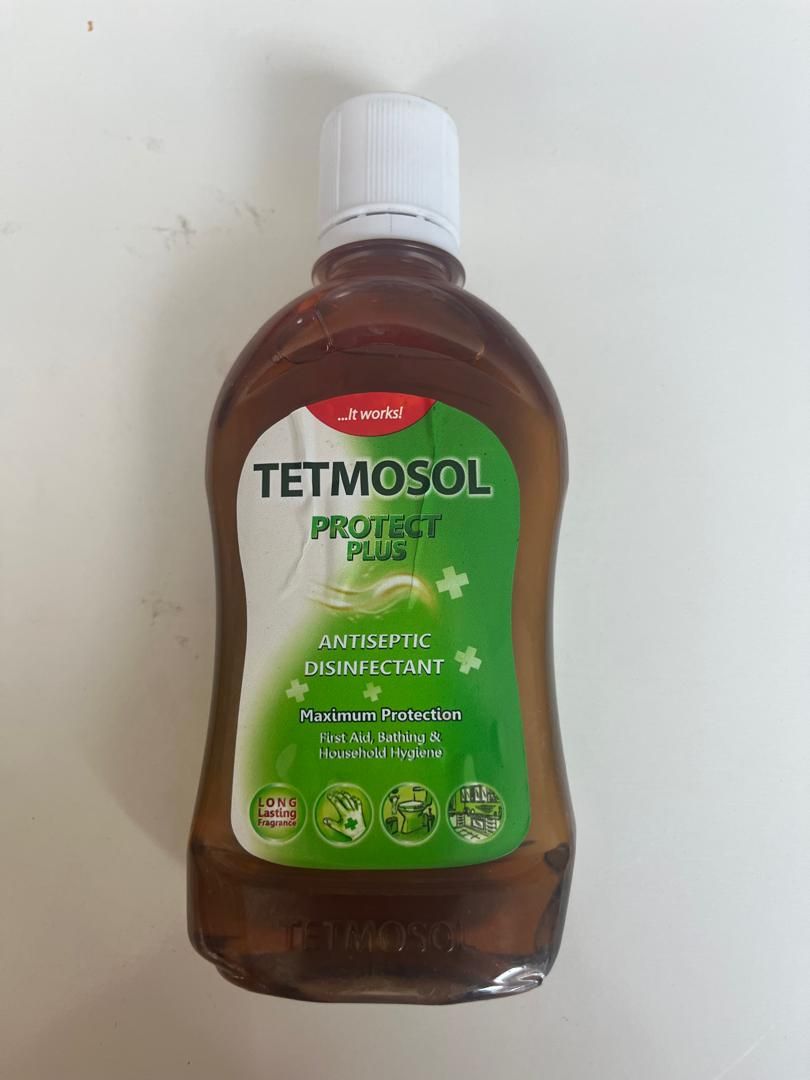 ...It works!
TETMOSOL
PROTECT
PLUS
ANTISEPTIC
DISINFECTANT
Maximum Protection
First Aid, Bathing &
Household Hygiene
LONG
Lasting
Fragrance
TETMOSOL